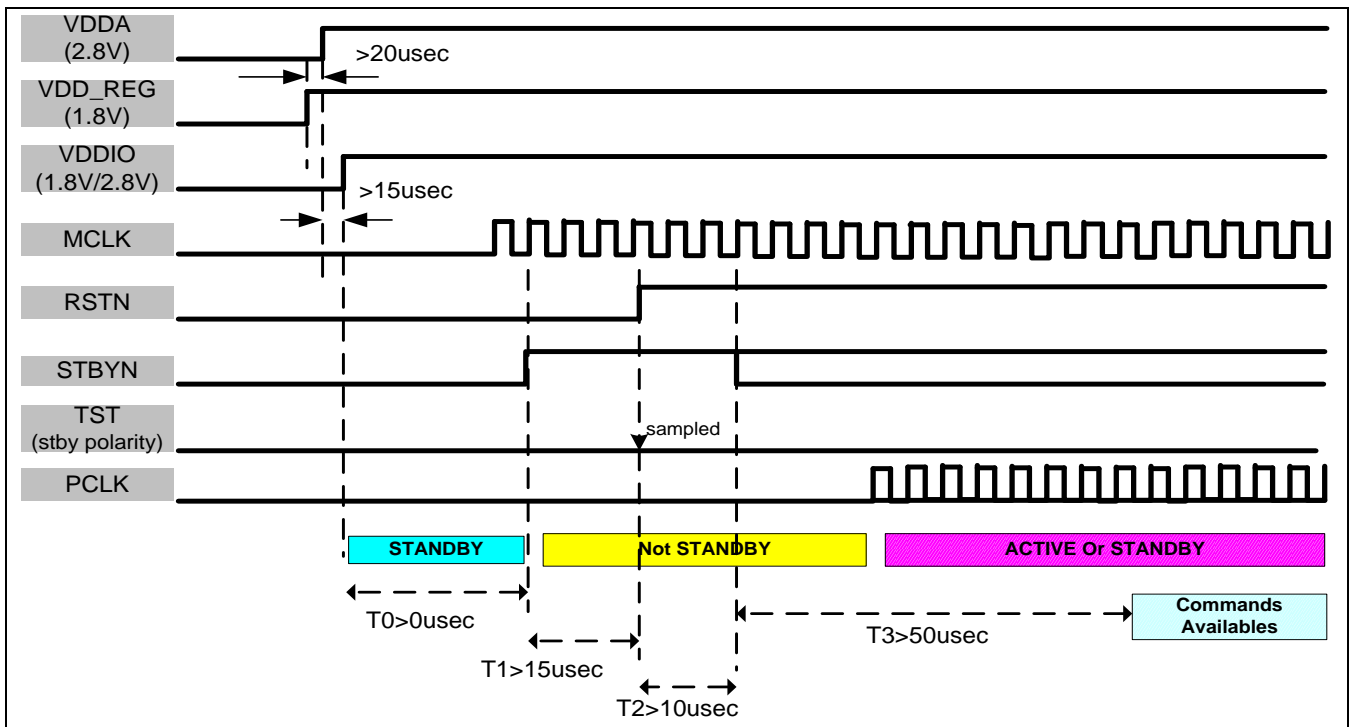 VDDA
(2.8V)
>20usec
VDD_REG
(1.8V)
VDDIO
(1.8V/2.8V)
>15usec
MCLK
RSTN
STBYN
TST
(stby polarity)
sampled
PCLK
STANDBY
Not STANDBY
ACTIVE Or STANDBY
T0>0usec
T1>15usec
T2>10usec
T3>50usec
Commands
Availables